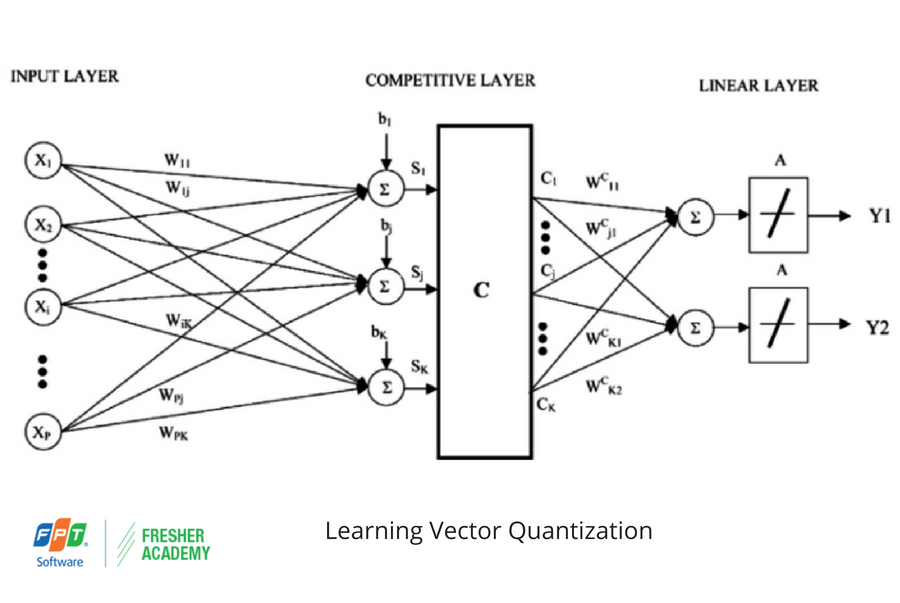 INPUT LAYER
COMPETITIVE LAYER
LINEAR LAYER
X₁
X₂
Xᵢ
Xₚ
W₁₁
W₁ⱼ
Wᵢₖ
Wₚⱼ
Wₚₖ
b₁
bⱼ
bₖ
Σ
Σ
Σ
S₁
Sⱼ
Sₖ
C
C₁
Cⱼ
Cₖ
Wᶜ₁₁
Wᶜⱼ₁
Wᶜₖ₁
Wᶜₖ₂
Σ
Σ
A
A
Y1
Y2
FPT
Software
FRESHER
ACADEMY
Learning Vector Quantization